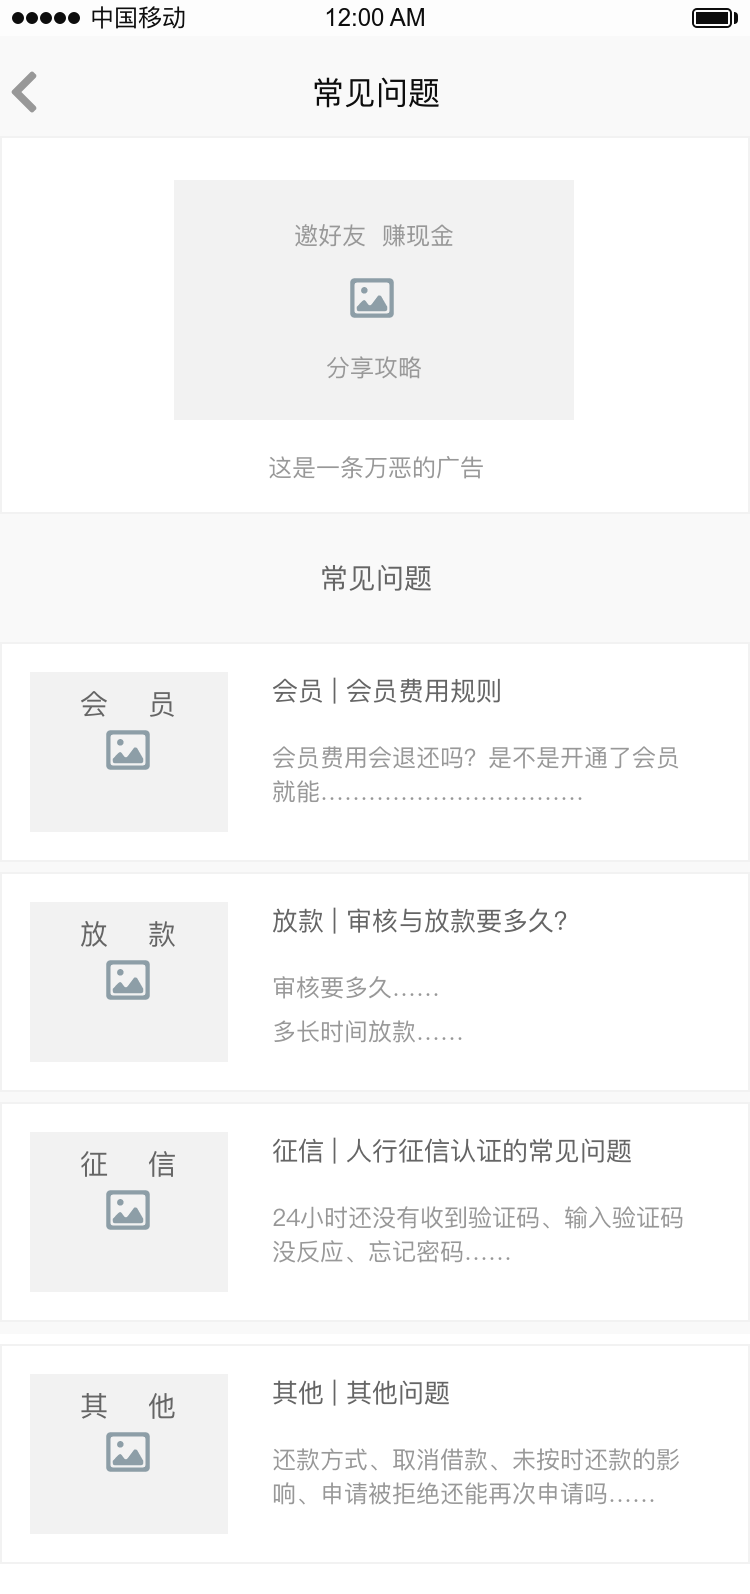 中国移动 12:00 AM
常见问题
邀好友 赚现金
分享攻略
这是一条万恶的广告
常见问题
会 员
会员 | 会员费用规则
会员费用会退还吗？是不是开通了会员
就能……………………………
放 款
放款 | 审核与放款要多久？
审核要多久……
多长时间放款……
征 信
征信 | 人行征信认证的常见问题
24小时还没有收到验证码、输入验证码
没反应、忘记密码……
其 他
其他 | 其他问题
还款方式、取消借款、未按时还款的影
响、申请被拒绝还能再次申请吗……